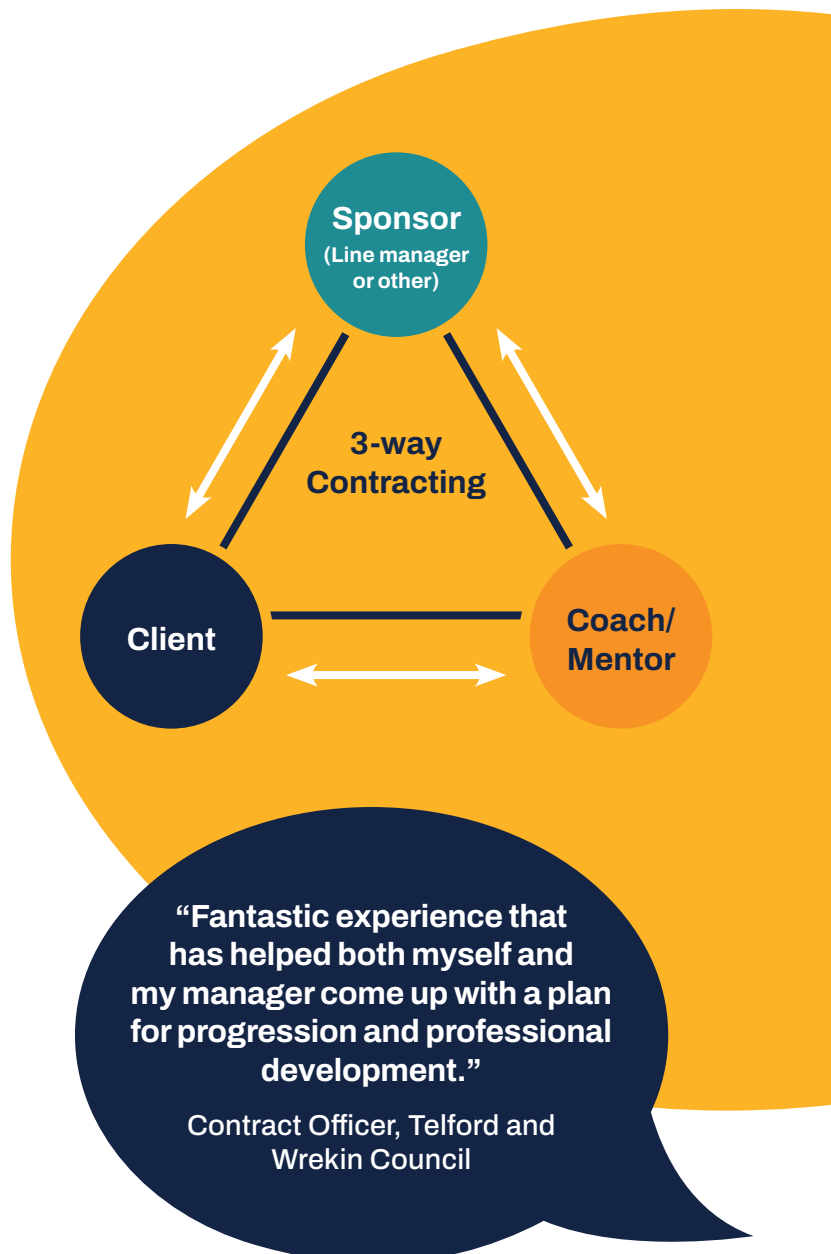 Sponsor
(Line manager
or other)
3-way
Contracting
Client
Coach/
Mentor
“Fantastic experience that
has helped both myself and
my manager come up with a plan
for progression and professional
development.”
Contract Officer, Telford and
Wrekin Council